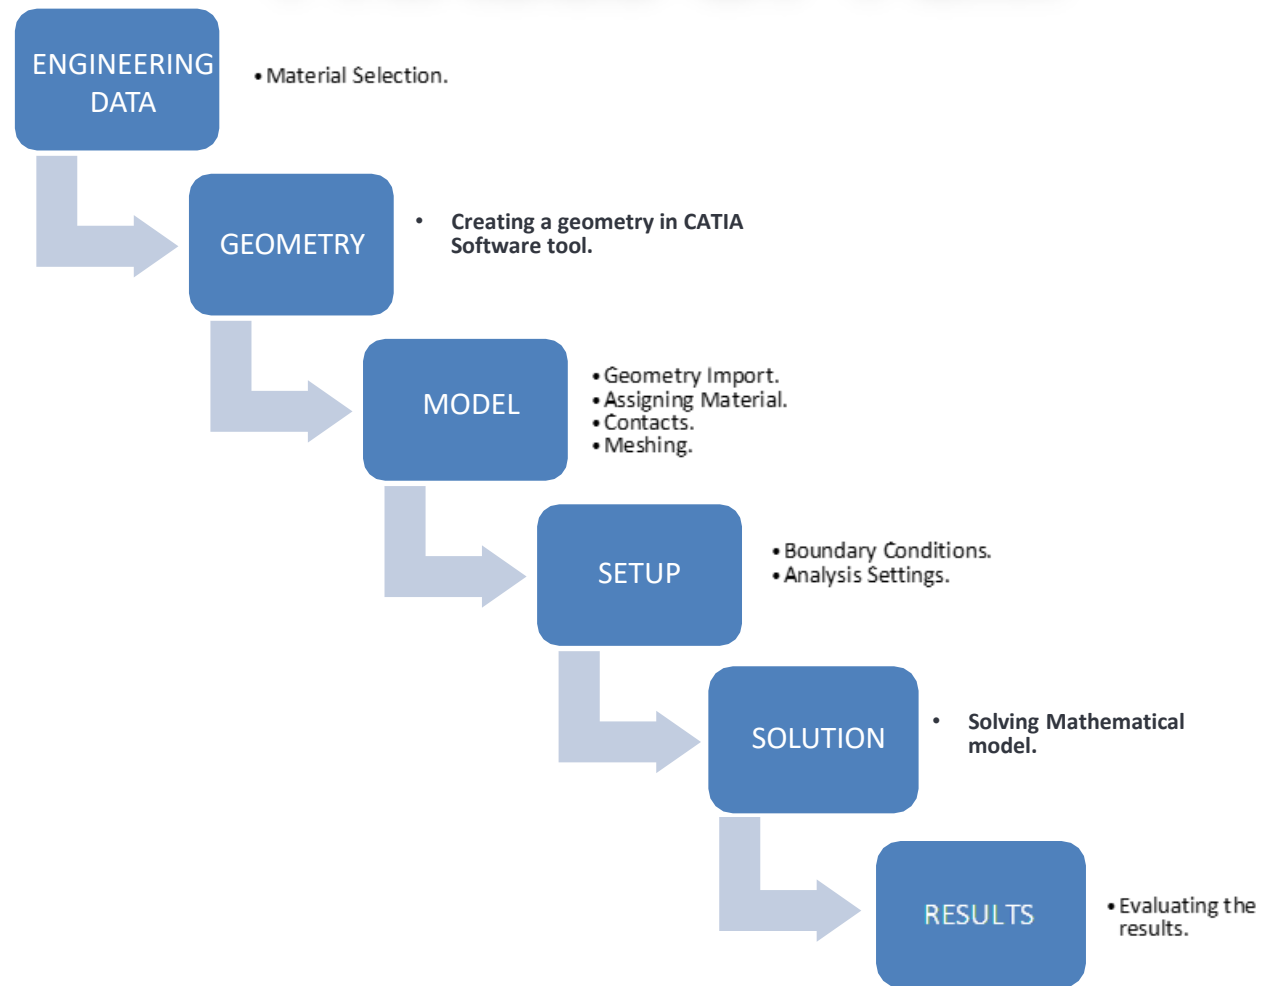 ENGINEERING
DATA
• Material Selection.
GEOMETRY
• Creating a geometry in CATIA
Software tool.
MODEL
• Geometry Import.
• Assigning Material.
• Contacts.
• Meshing.
SETUP
• Boundary Conditions.
• Analysis Settings.
SOLUTION
• Solving Mathematical
model.
RESULTS
• Evaluating the
results.